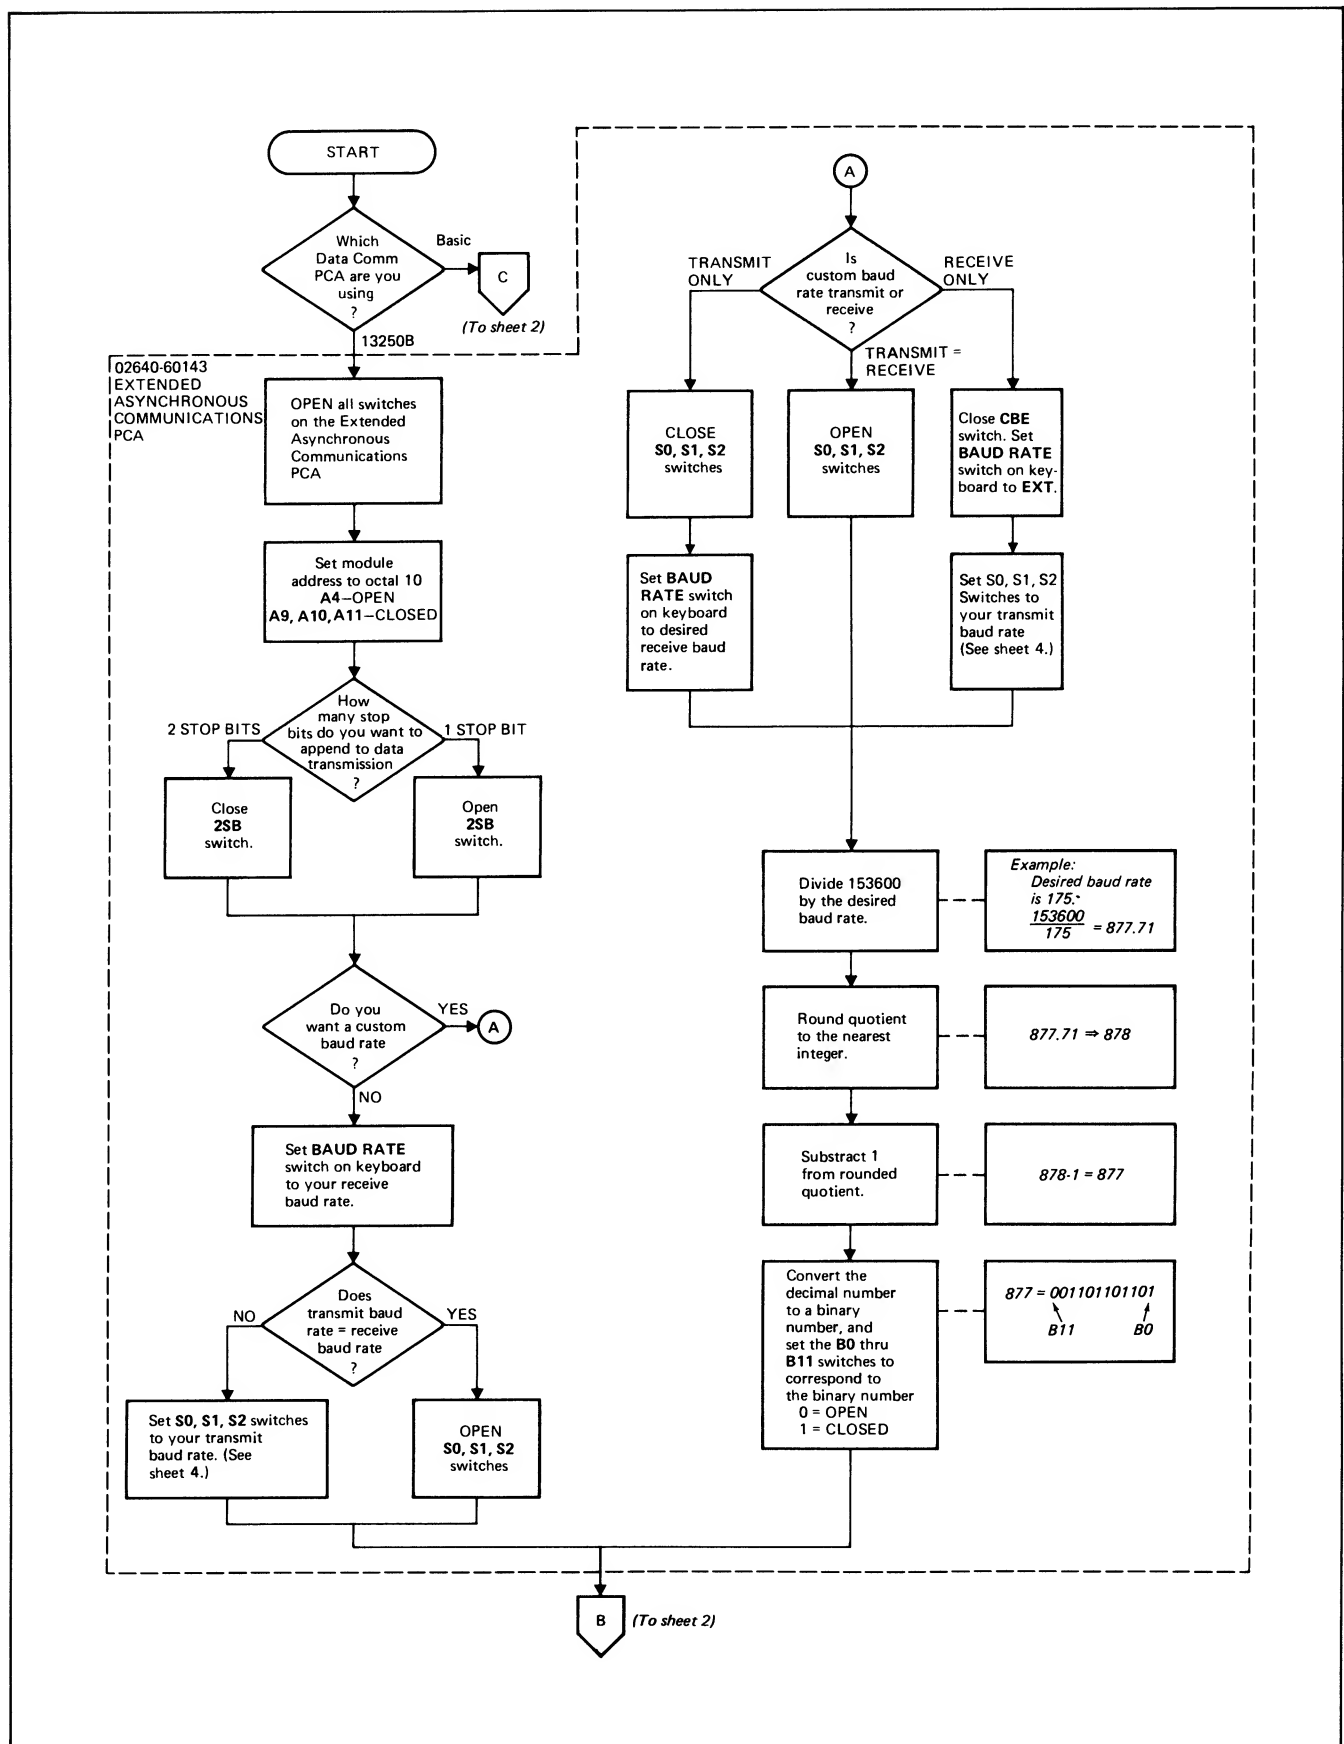 START
Which
Data Comm
PCA are you
using
?
Basic
C
(To sheet 2)
13250B
02640-60143
EXTENDED
ASYNCHRONOUS
COMMUNICATIONS
PCA
OPEN all switches
on the Extended
Asynchronous
Communications
PCA
Set module
address to octal 10
A4—OPEN
A9, A10, A11—CLOSED
How
many stop
bits do you want to
append to data
transmission
?
2 STOP BITS
1 STOP BIT
Close
2SB
switch.
Open
2SB
switch.
Do you
want a custom
baud rate
?
YES
A
NO
Set BAUD RATE
switch on keyboard
to your receive
baud rate.
Does
transmit baud
rate = receive
baud rate
?
NO
YES
Set S0, S1, S2 switches
to your transmit
baud rate. (See
sheet 4.)
OPEN
S0, S1, S2
switches
A
Is
custom baud
rate transmit or
receive
?
TRANSMIT
ONLY
RECEIVE
ONLY
TRANSMIT =
RECEIVE
CLOSE
S0, S1, S2
switches
OPEN
S0, S1, S2
switches
Close CBE
switch. Set
BAUD RATE
switch on key-
board to EXT.
Set BAUD
RATE switch
on keyboard
to desired
receive baud
rate.
Set S0, S1, S2
Switches to
your transmit
baud rate
(See sheet 4.)
Divide 153600
by the desired
baud rate.
Example:
Desired baud rate
is 175.
153600
175
= 877.71
Round quotient
to the nearest
integer.
877.71 ⇒ 878
Substract 1
from rounded
quotient.
878-1 = 877
Convert the
decimal number
to a binary
number, and
set the B0 thru
B11 switches to
correspond to
the binary number
0 = OPEN
1 = CLOSED
877 = 001101101101
B11 B0
B
(To sheet 2)